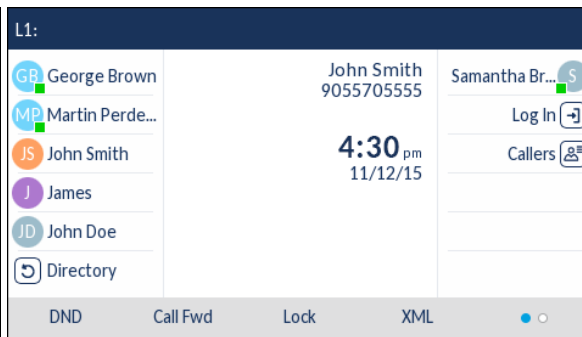 L1:
GB George Brown
MP Martin Perde...
JS John Smith
J James
JD John Doe
Directory
John Smith
9055705555
4:30 pm
11/12/15
Samantha Br... S
Log In
Callers
DND Call Fwd Lock XML